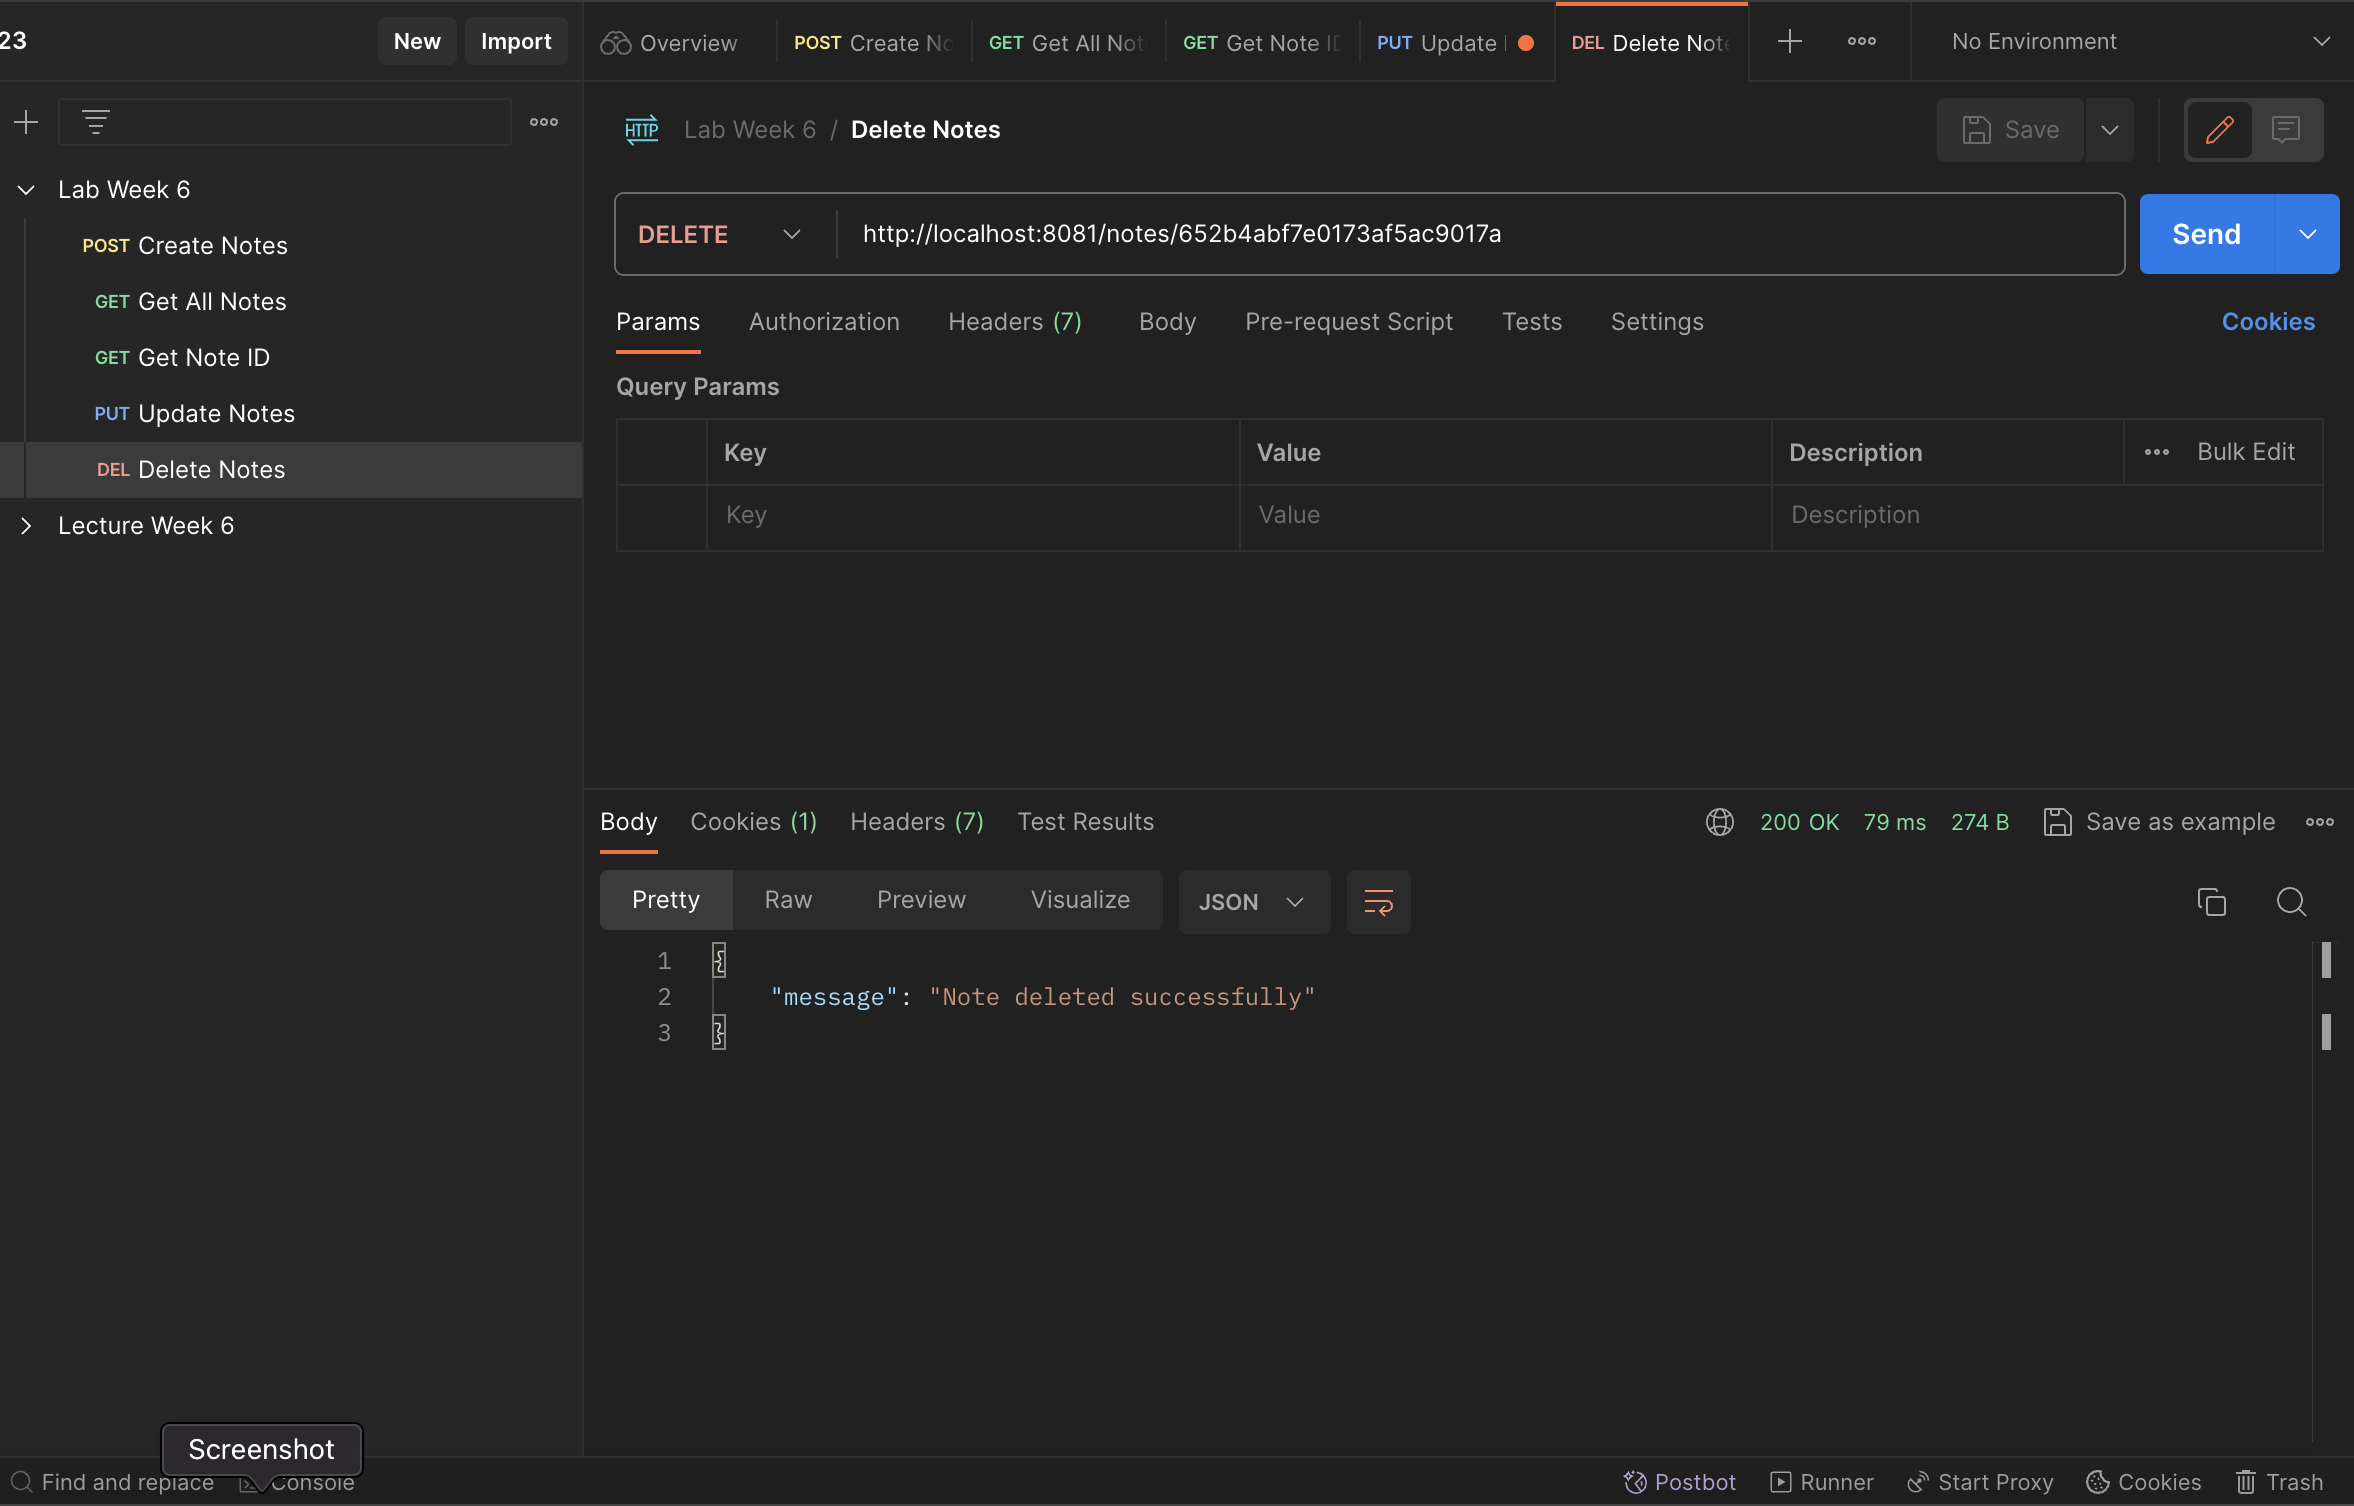 23
New
Import
Overview
POST Create No
GET Get All Not
GET Get Note ID
PUT Update
DEL Delete Note
No Environment
HTTP
Lab Week 6 / Delete Notes
Save
Lab Week 6
POST Create Notes
GET Get All Notes
GET Get Note ID
PUT Update Notes
DEL Delete Notes
Lecture Week 6
DELETE
http://localhost:8081/notes/652b4abf7e0173af5ac9017a
Send
Params
Authorization
Headers (7)
Body
Pre-request Script
Tests
Settings
Cookies
Query Params
Key
Value
Description
Bulk Edit
Key
Value
Description
Body
Cookies (1)
Headers (7)
Test Results
200 OK
79 ms
274 B
Save as example
Pretty
Raw
Preview
Visualize
JSON
1 {
2 "message": "Note deleted successfully"
3 }
Screenshot
Find and replace
Console
Postbot
Runner
Start Proxy
Cookies
Trash